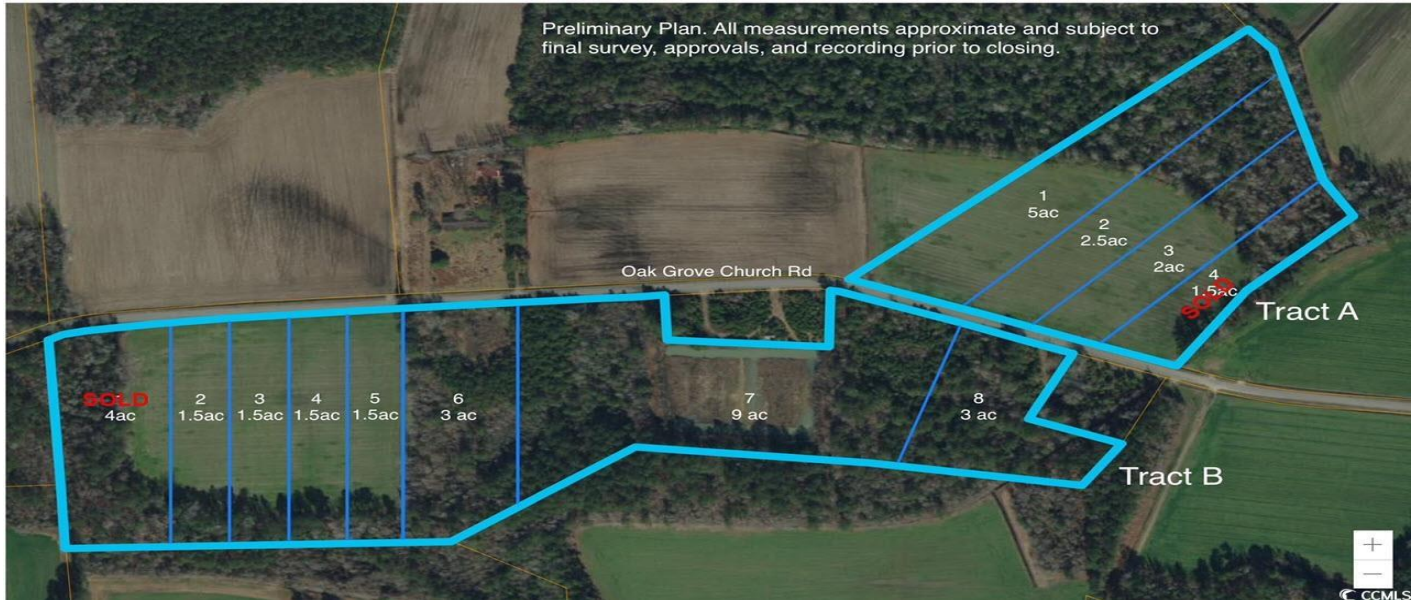 Preliminary Plan. All measurements approximate and subject to
final survey, approvals, and recording prior to closing.
1
5ac
2
2.5ac
3
2ac
4
1.5ac
SOLD
Tract A
Oak Grove Church Rd
SOLD
4ac
2
1.5ac
3
1.5ac
4
1.5ac
5
1.5ac
6
3 ac
7
9 ac
8
3 ac
Tract B
+
−
CCMLS